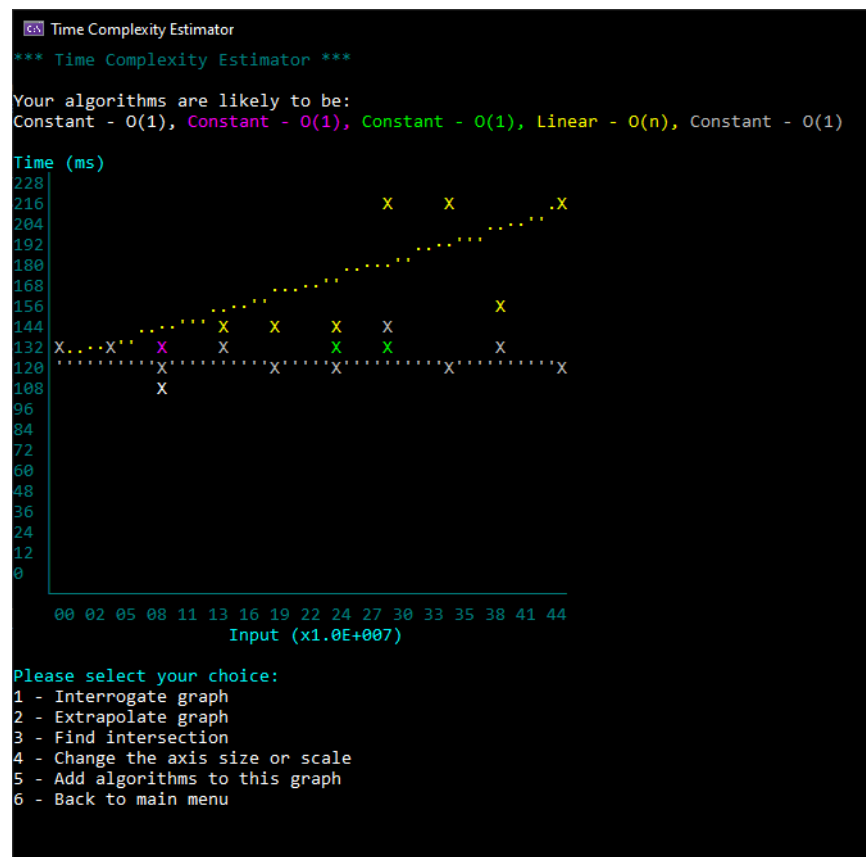 Time Complexity Estimator
*** Time Complexity Estimator ***
Your algorithms are likely to be:
Constant - O(1), Constant - O(1), Constant - O(1), Linear - O(n), Constant - O(1)
Time (ms)
228
216 X X .X
204
192
180
168
156 X
144 X X X X
132 X X X X X X X
120 X X X X X
108 X
96
84
72
60
48
36
24
12
0
00 02 05 08 11 13 16 19 22 24 27 30 33 35 38 41 44
Input (x1.0E+007)
Please select your choice:
1 - Interrogate graph
2 - Extrapolate graph
3 - Find intersection
4 - Change the axis size or scale
5 - Add algorithms to this graph
6 - Back to main menu